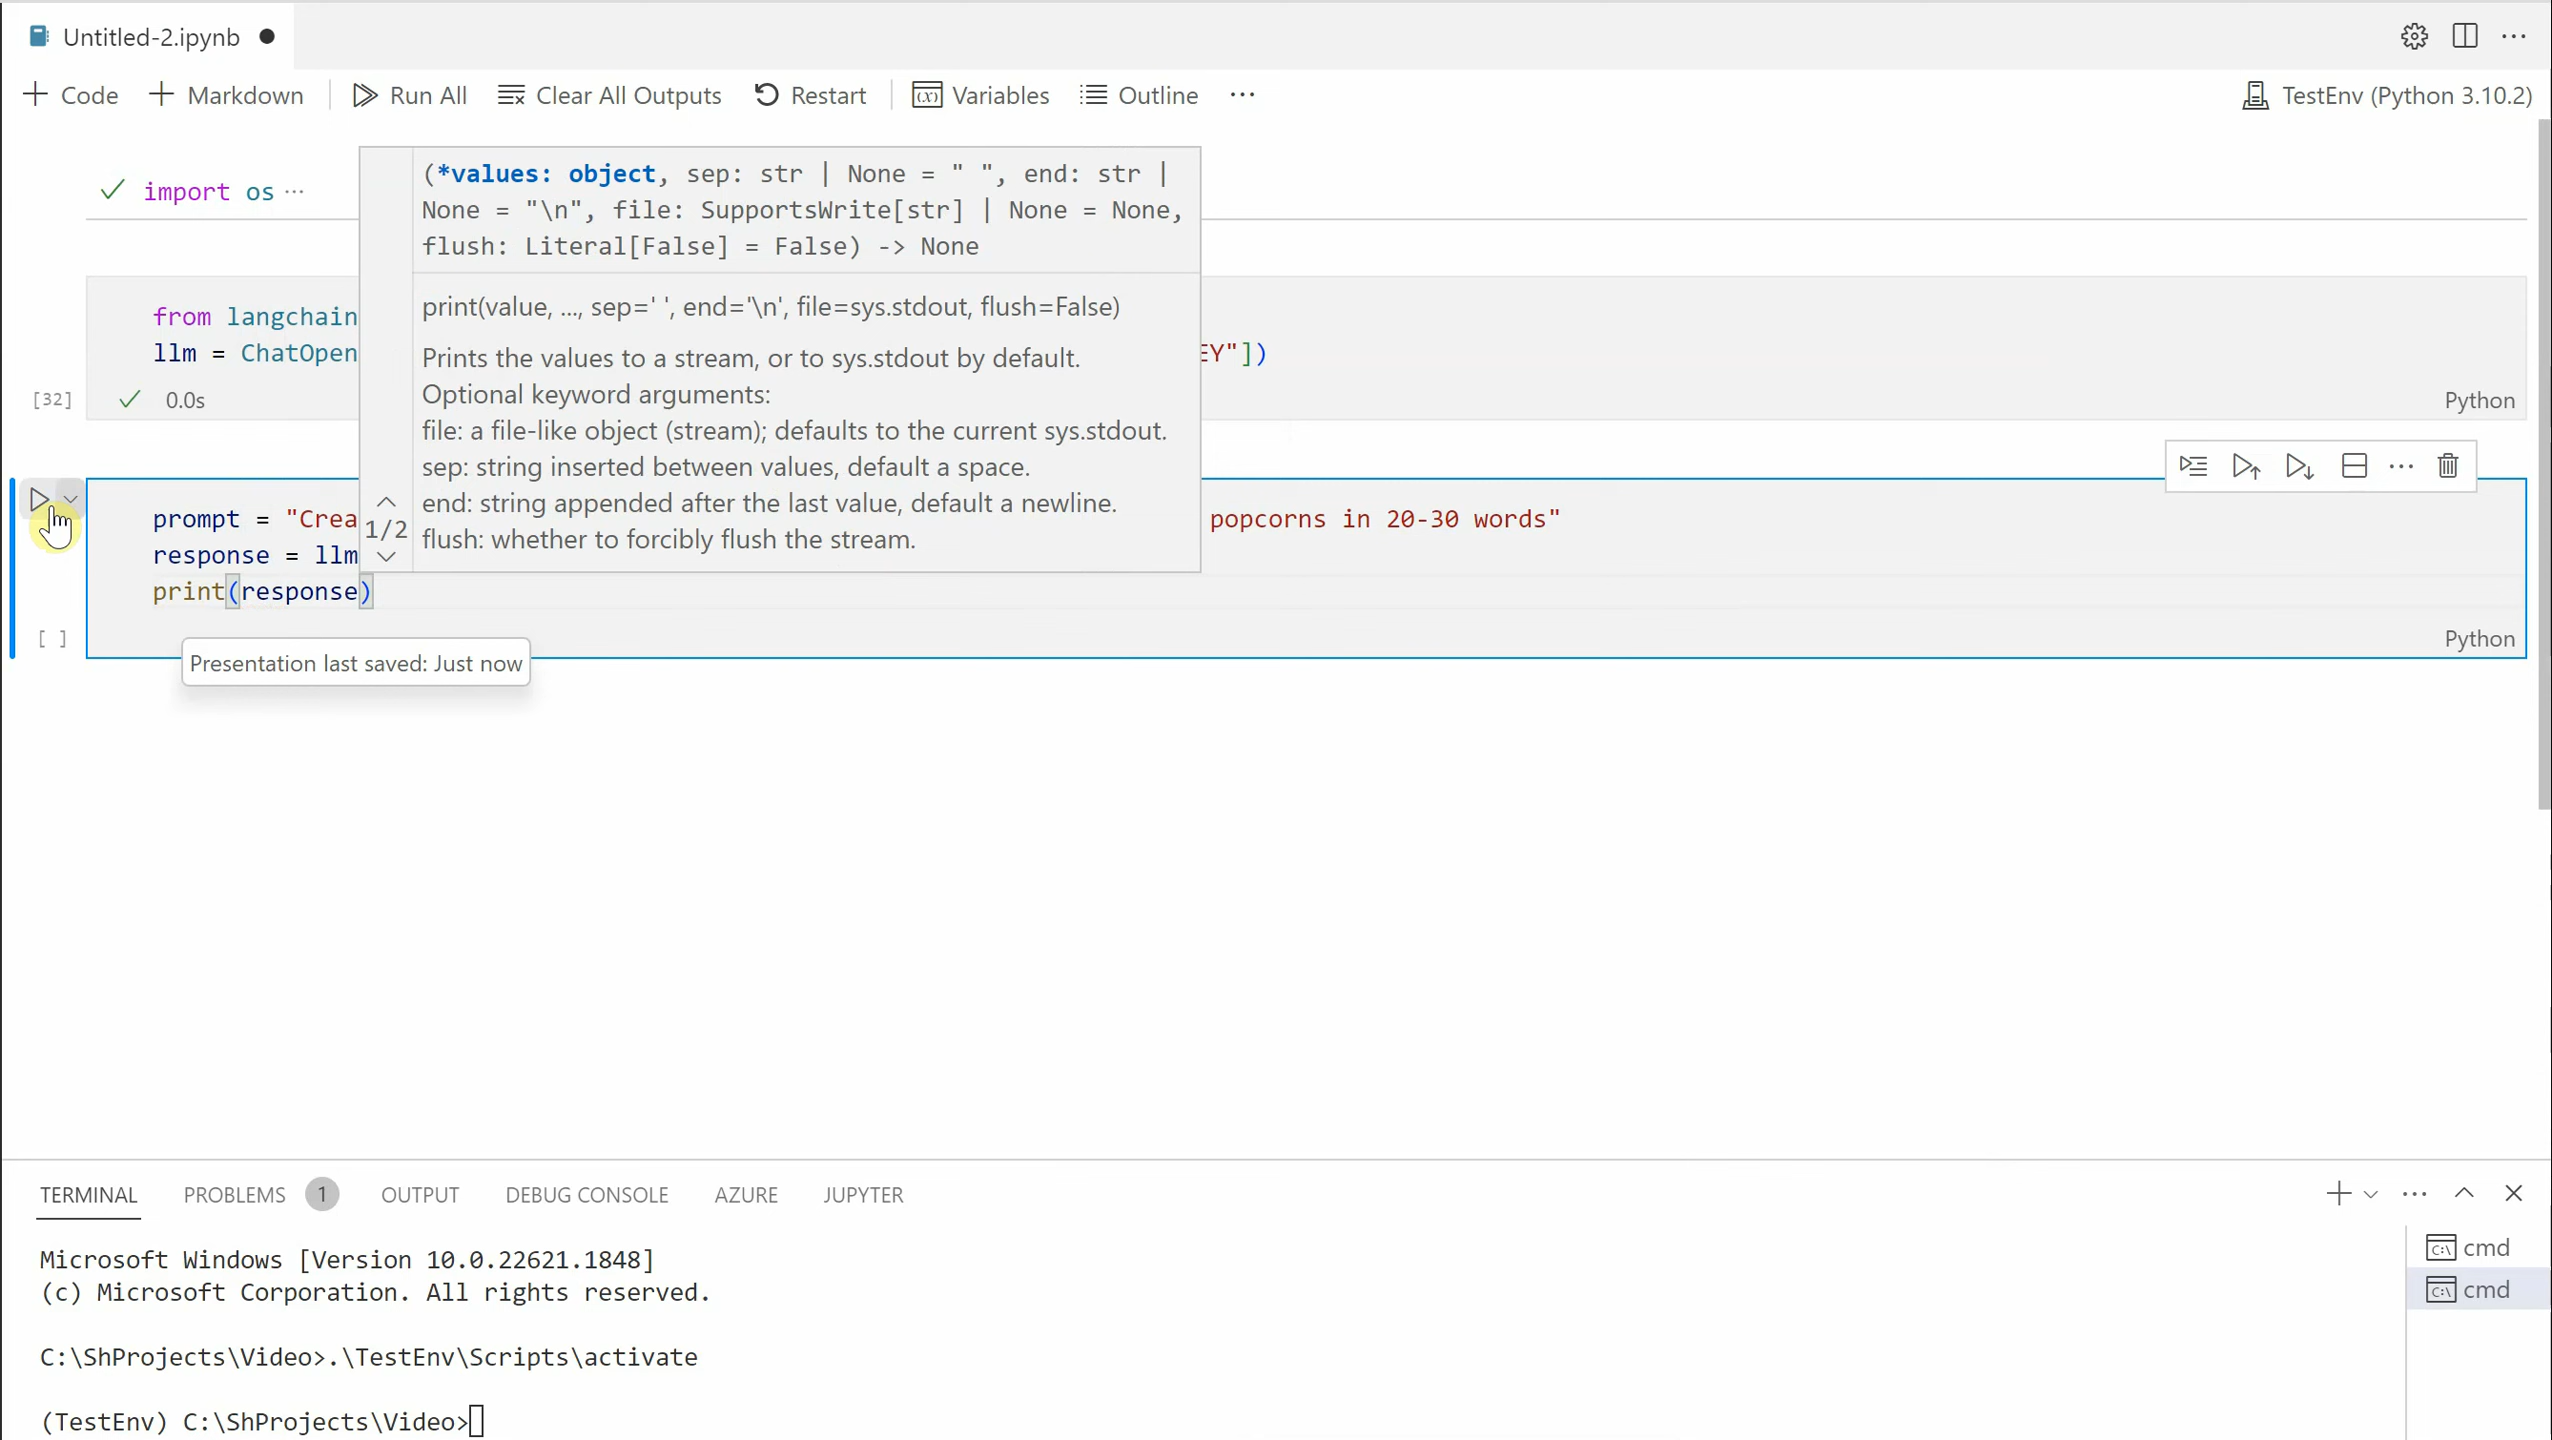 Untitled-2.ipynb
Code Markdown Run All Clear All Outputs Restart Variables Outline ··· TestEnv (Python 3.10.2)
import os ···
(*values: object, sep: str | None = " ", end: str |
None = "\n", file: SupportsWrite[str] | None = None,
flush: Literal[False] = False) -> None
print(value, ..., sep=' ', end='\n', file=sys.stdout, flush=False)
Prints the values to a stream, or to sys.stdout by default.
Optional keyword arguments:
file: a file-like object (stream); defaults to the current sys.stdout.
sep: string inserted between values, default a space.
end: string appended after the last value, default a newline.
flush: whether to forcibly flush the stream.
1/2
from langchain
llm = ChatOpen EY"])
[32] 0.0s Python
prompt = "Crea popcorns in 20-30 words"
response = llm
print(response)
[ ] Python
Presentation last saved: Just now
TERMINAL PROBLEMS 1 OUTPUT DEBUG CONSOLE AZURE JUPYTER
Microsoft Windows [Version 10.0.22621.1848]
(c) Microsoft Corporation. All rights reserved.
C:\ShProjects\Video>.\TestEnv\Scripts\activate
(TestEnv) C:\ShProjects\Video>
cmd
cmd